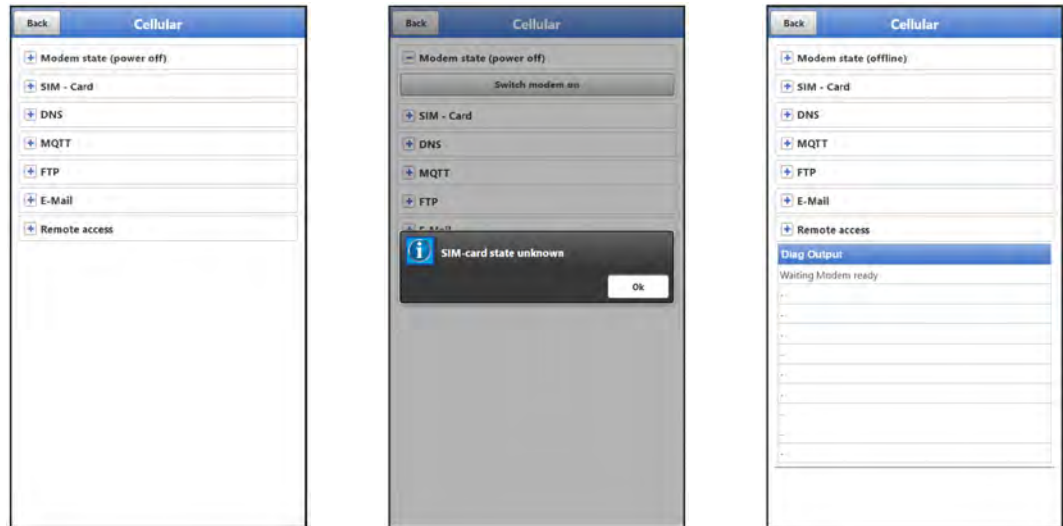 Back
Cellular
Modem state (power off)
SIM - Card
DNS
MQTT
FTP
E-Mail
Remote access
Back
Cellular
Modem state (power off)
Switch modem on
SIM - Card
DNS
MQTT
FTP
E-Mail
SIM-card state unknown
Ok
Back
Cellular
Modem state (offline)
SIM - Card
DNS
MQTT
FTP
E-Mail
Remote access
Diag Output
Waiting Modem ready